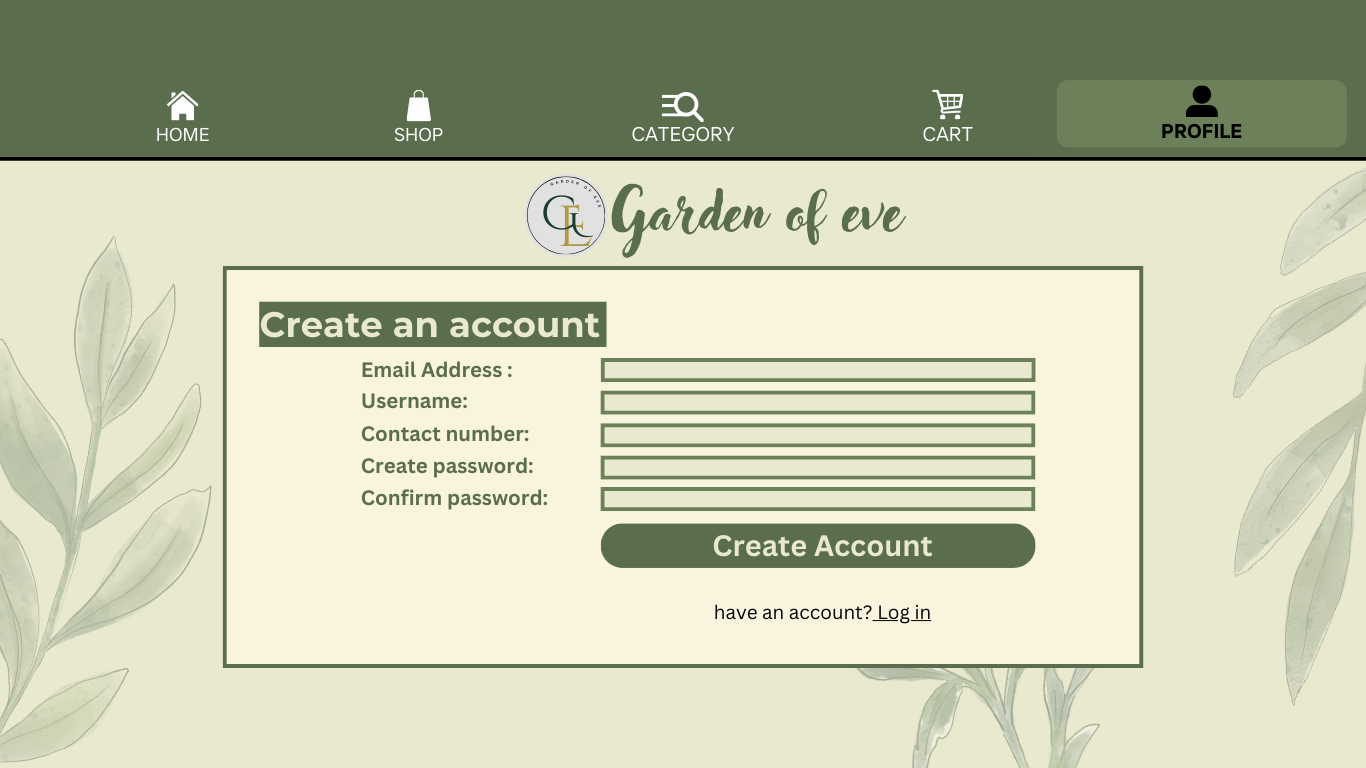 HOME
SHOP
CATEGORY
CART
PROFILE
GARDEN OF EVE
GE
Garden of eve
Create an account
Email Address :
Username:
Contact number:
Create password:
Confirm password:
Create Account
have an account? Log in